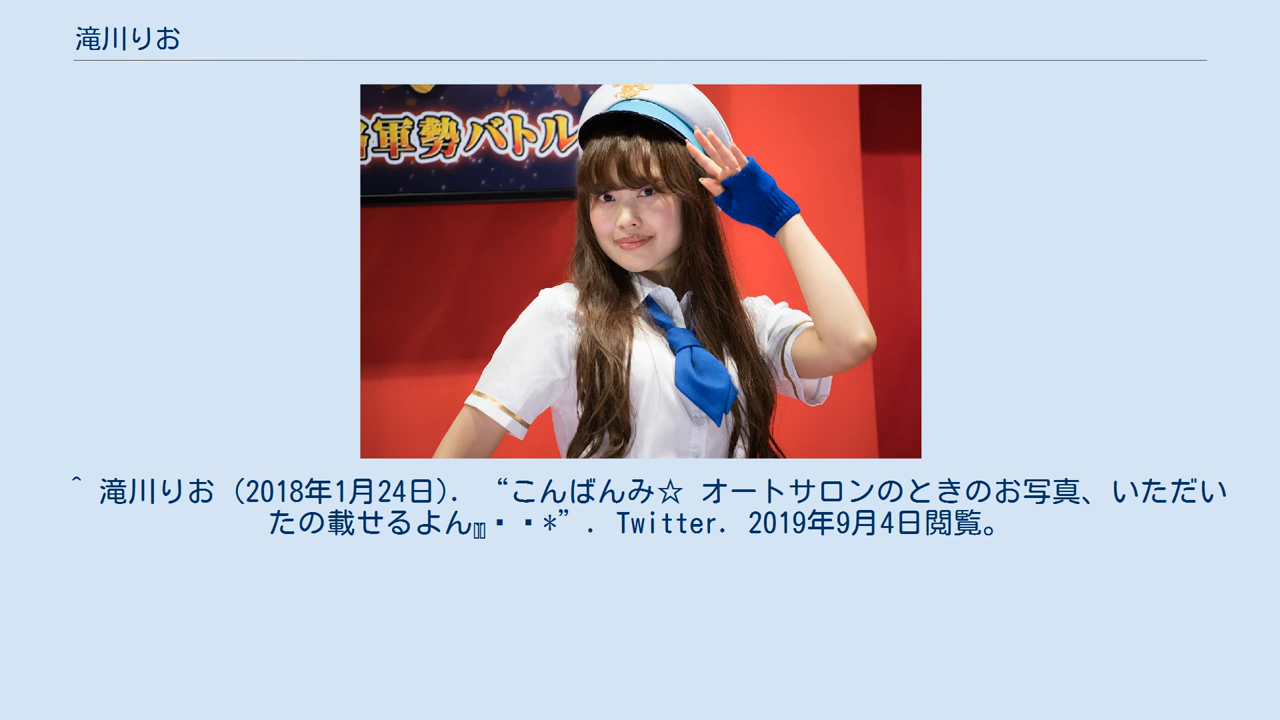 滝川りお
将軍勢バトル
^ 滝川りお (2018年1月24日). “こんばんみ☆ オートサロンのときのお写真、いただい
たの載せるよん▯▯··*”. Twitter. 2019年9月4日閲覧。